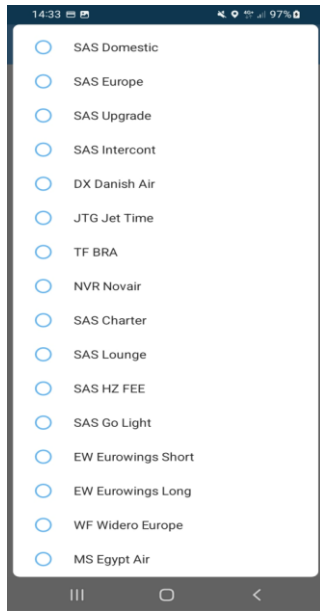 14:33 97%
SAS Domestic
SAS Europe
SAS Upgrade
SAS Intercont
DX Danish Air
JTG Jet Time
TF BRA
NVR Novair
SAS Charter
SAS Lounge
SAS HZ FEE
SAS Go Light
EW Eurowings Short
EW Eurowings Long
WF Widero Europe
MS Egypt Air